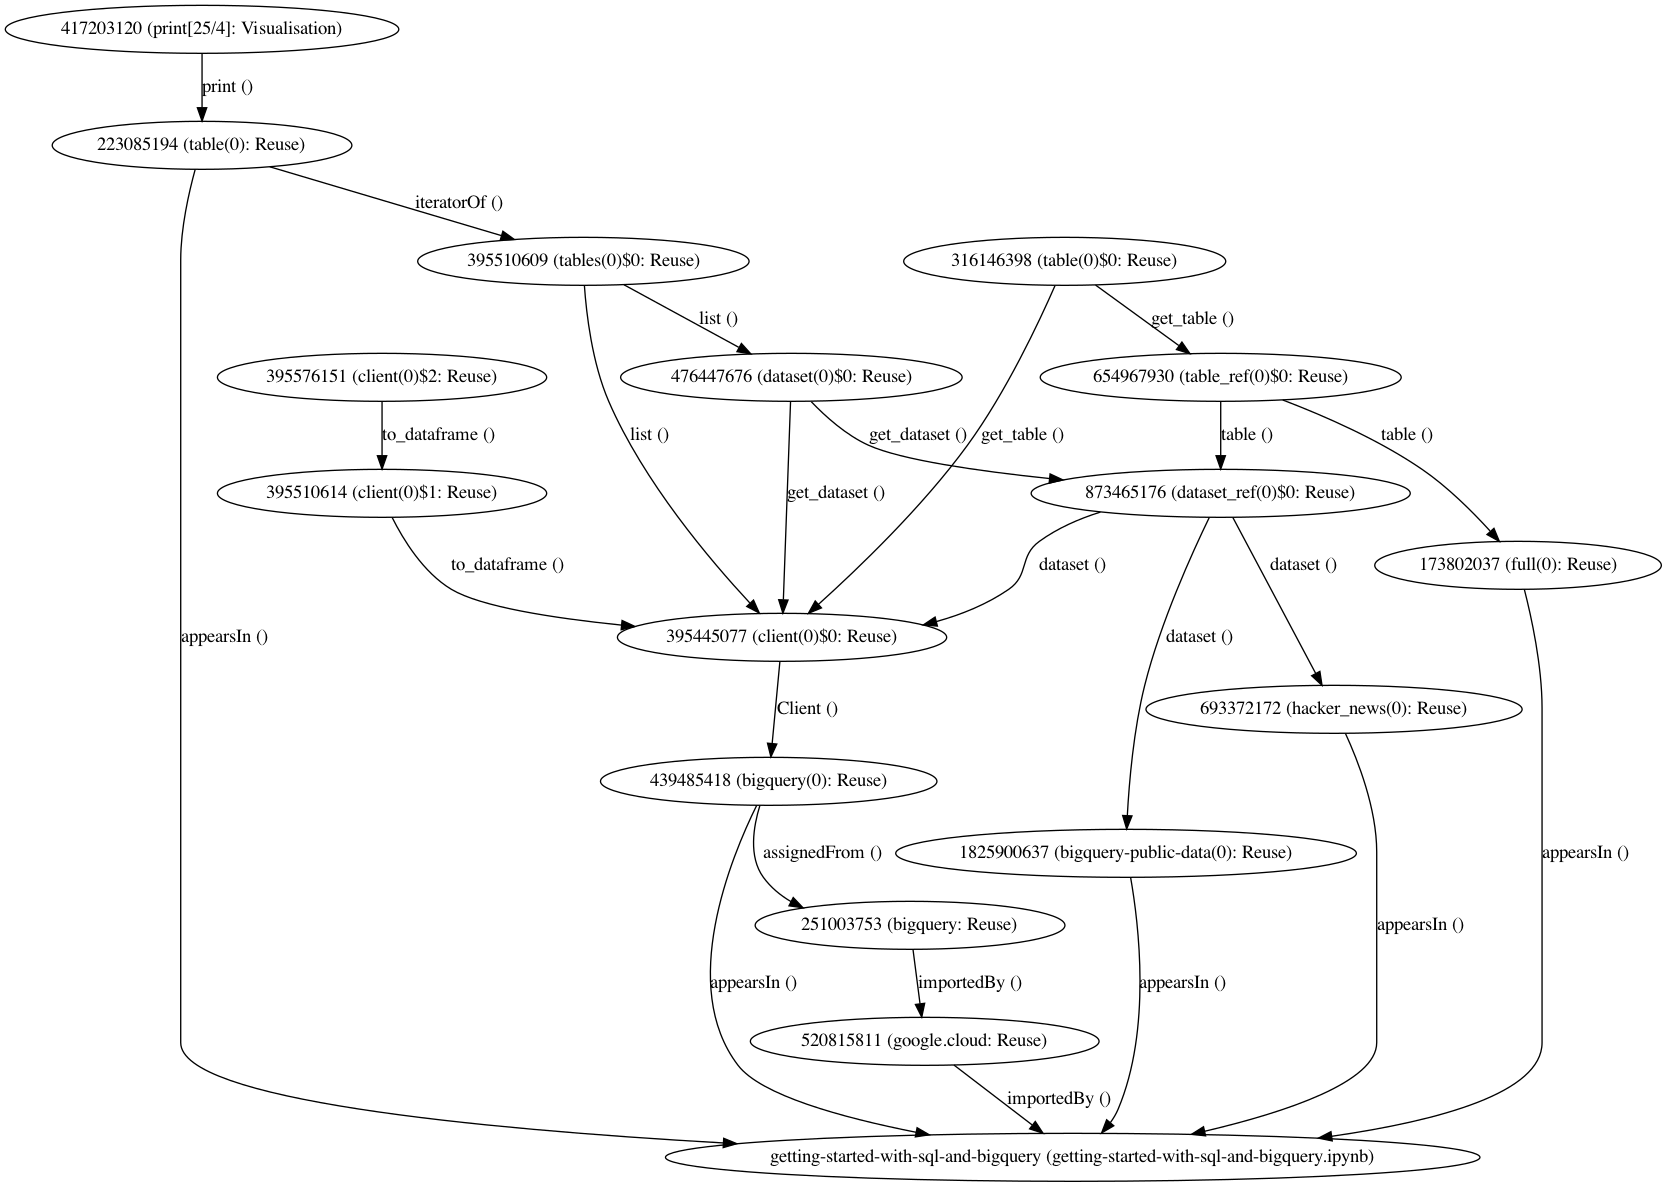 417203120 (print[25/4]: Visualisation)
print ()
223085194 (table(0): Reuse)
iteratorOf ()
395510609 (tables(0)$0: Reuse)
316146398 (table(0)$0: Reuse)
list ()
get_table ()
395576151 (client(0)$2: Reuse)
476447676 (dataset(0)$0: Reuse)
654967930 (table_ref(0)$0: Reuse)
to_dataframe ()
list ()
get_dataset ()
get_table ()
table ()
table ()
395510614 (client(0)$1: Reuse)
get_dataset ()
873465176 (dataset_ref(0)$0: Reuse)
to_dataframe ()
dataset ()
dataset ()
173802037 (full(0): Reuse)
appearsIn ()
395445077 (client(0)$0: Reuse)
dataset ()
Client ()
693372172 (hacker_news(0): Reuse)
439485418 (bigquery(0): Reuse)
assignedFrom ()
1825900637 (bigquery-public-data(0): Reuse)
appearsIn ()
251003753 (bigquery: Reuse)
appearsIn ()
appearsIn ()
importedBy ()
appearsIn ()
520815811 (google.cloud: Reuse)
importedBy ()
getting-started-with-sql-and-bigquery (getting-started-with-sql-and-bigquery.ipynb)